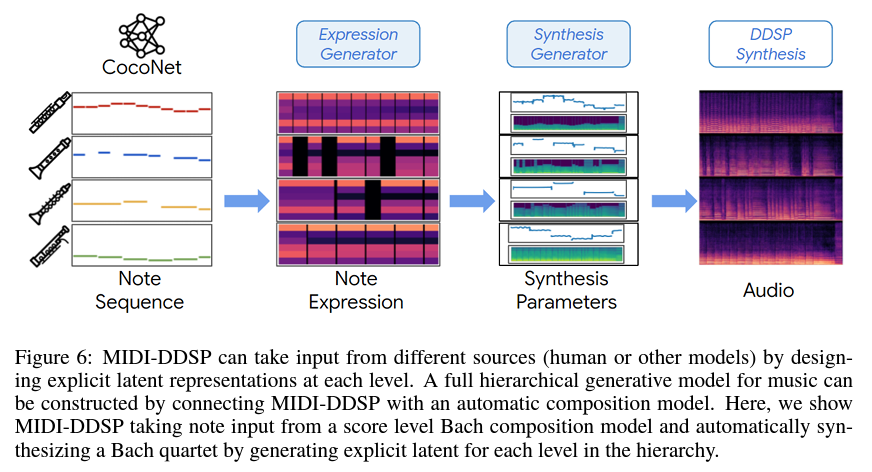 CocoNet
Expression
Generator
Synthesis
Generator
DDSP
Synthesis
Note
Sequence
Note
Expression
Synthesis
Parameters
Audio
Figure 6: MIDI-DDSP can take input from different sources (human or other models) by design-
ing explicit latent representations at each level. A full hierarchical generative model for music can
be constructed by connecting MIDI-DDSP with an automatic composition model. Here, we show
MIDI-DDSP taking note input from a score level Bach composition model and automatically syn-
thesizing a Bach quartet by generating explicit latent for each level in the hierarchy.